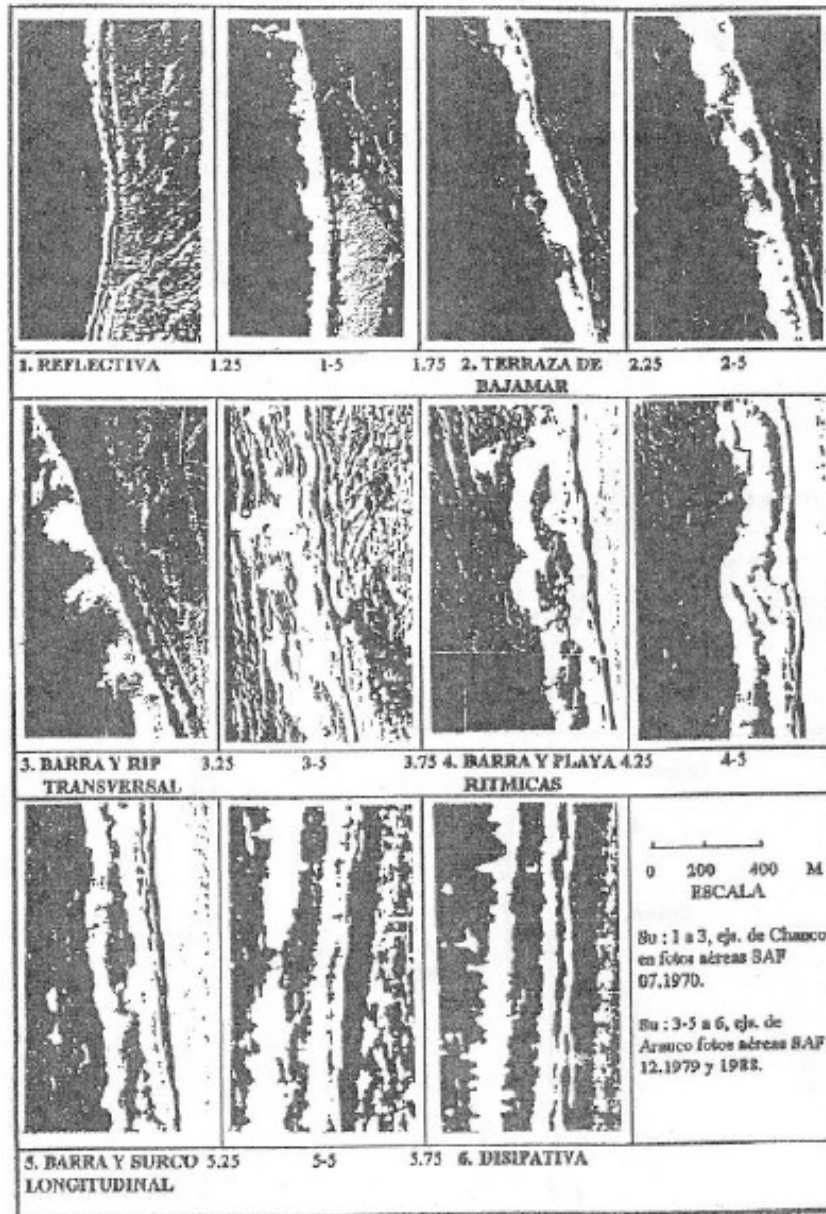 1. REFLECTIVA 1.25 1-5 1.75 2. TERRAZA DE 2.25 2-5
BAJAMAR
3. BARRA Y RIP 3.25 3-5 3.75 4. BARRA Y PLAYA 4.25 4-5
TRANSVERSAL RITMICAS
0 200 400 M
ESCALA
Su : 1 a 3, ejs. de Chanco
en fotos aéreas SAF
07.1970.
Su : 3-5 a 6, ejs. de
Arauco fotos aéreas SAF
12.1979 y 1988.
5. BARRA Y SURCO 5.25 5-5 5.75 6. DISIPATIVA
LONGITUDINAL